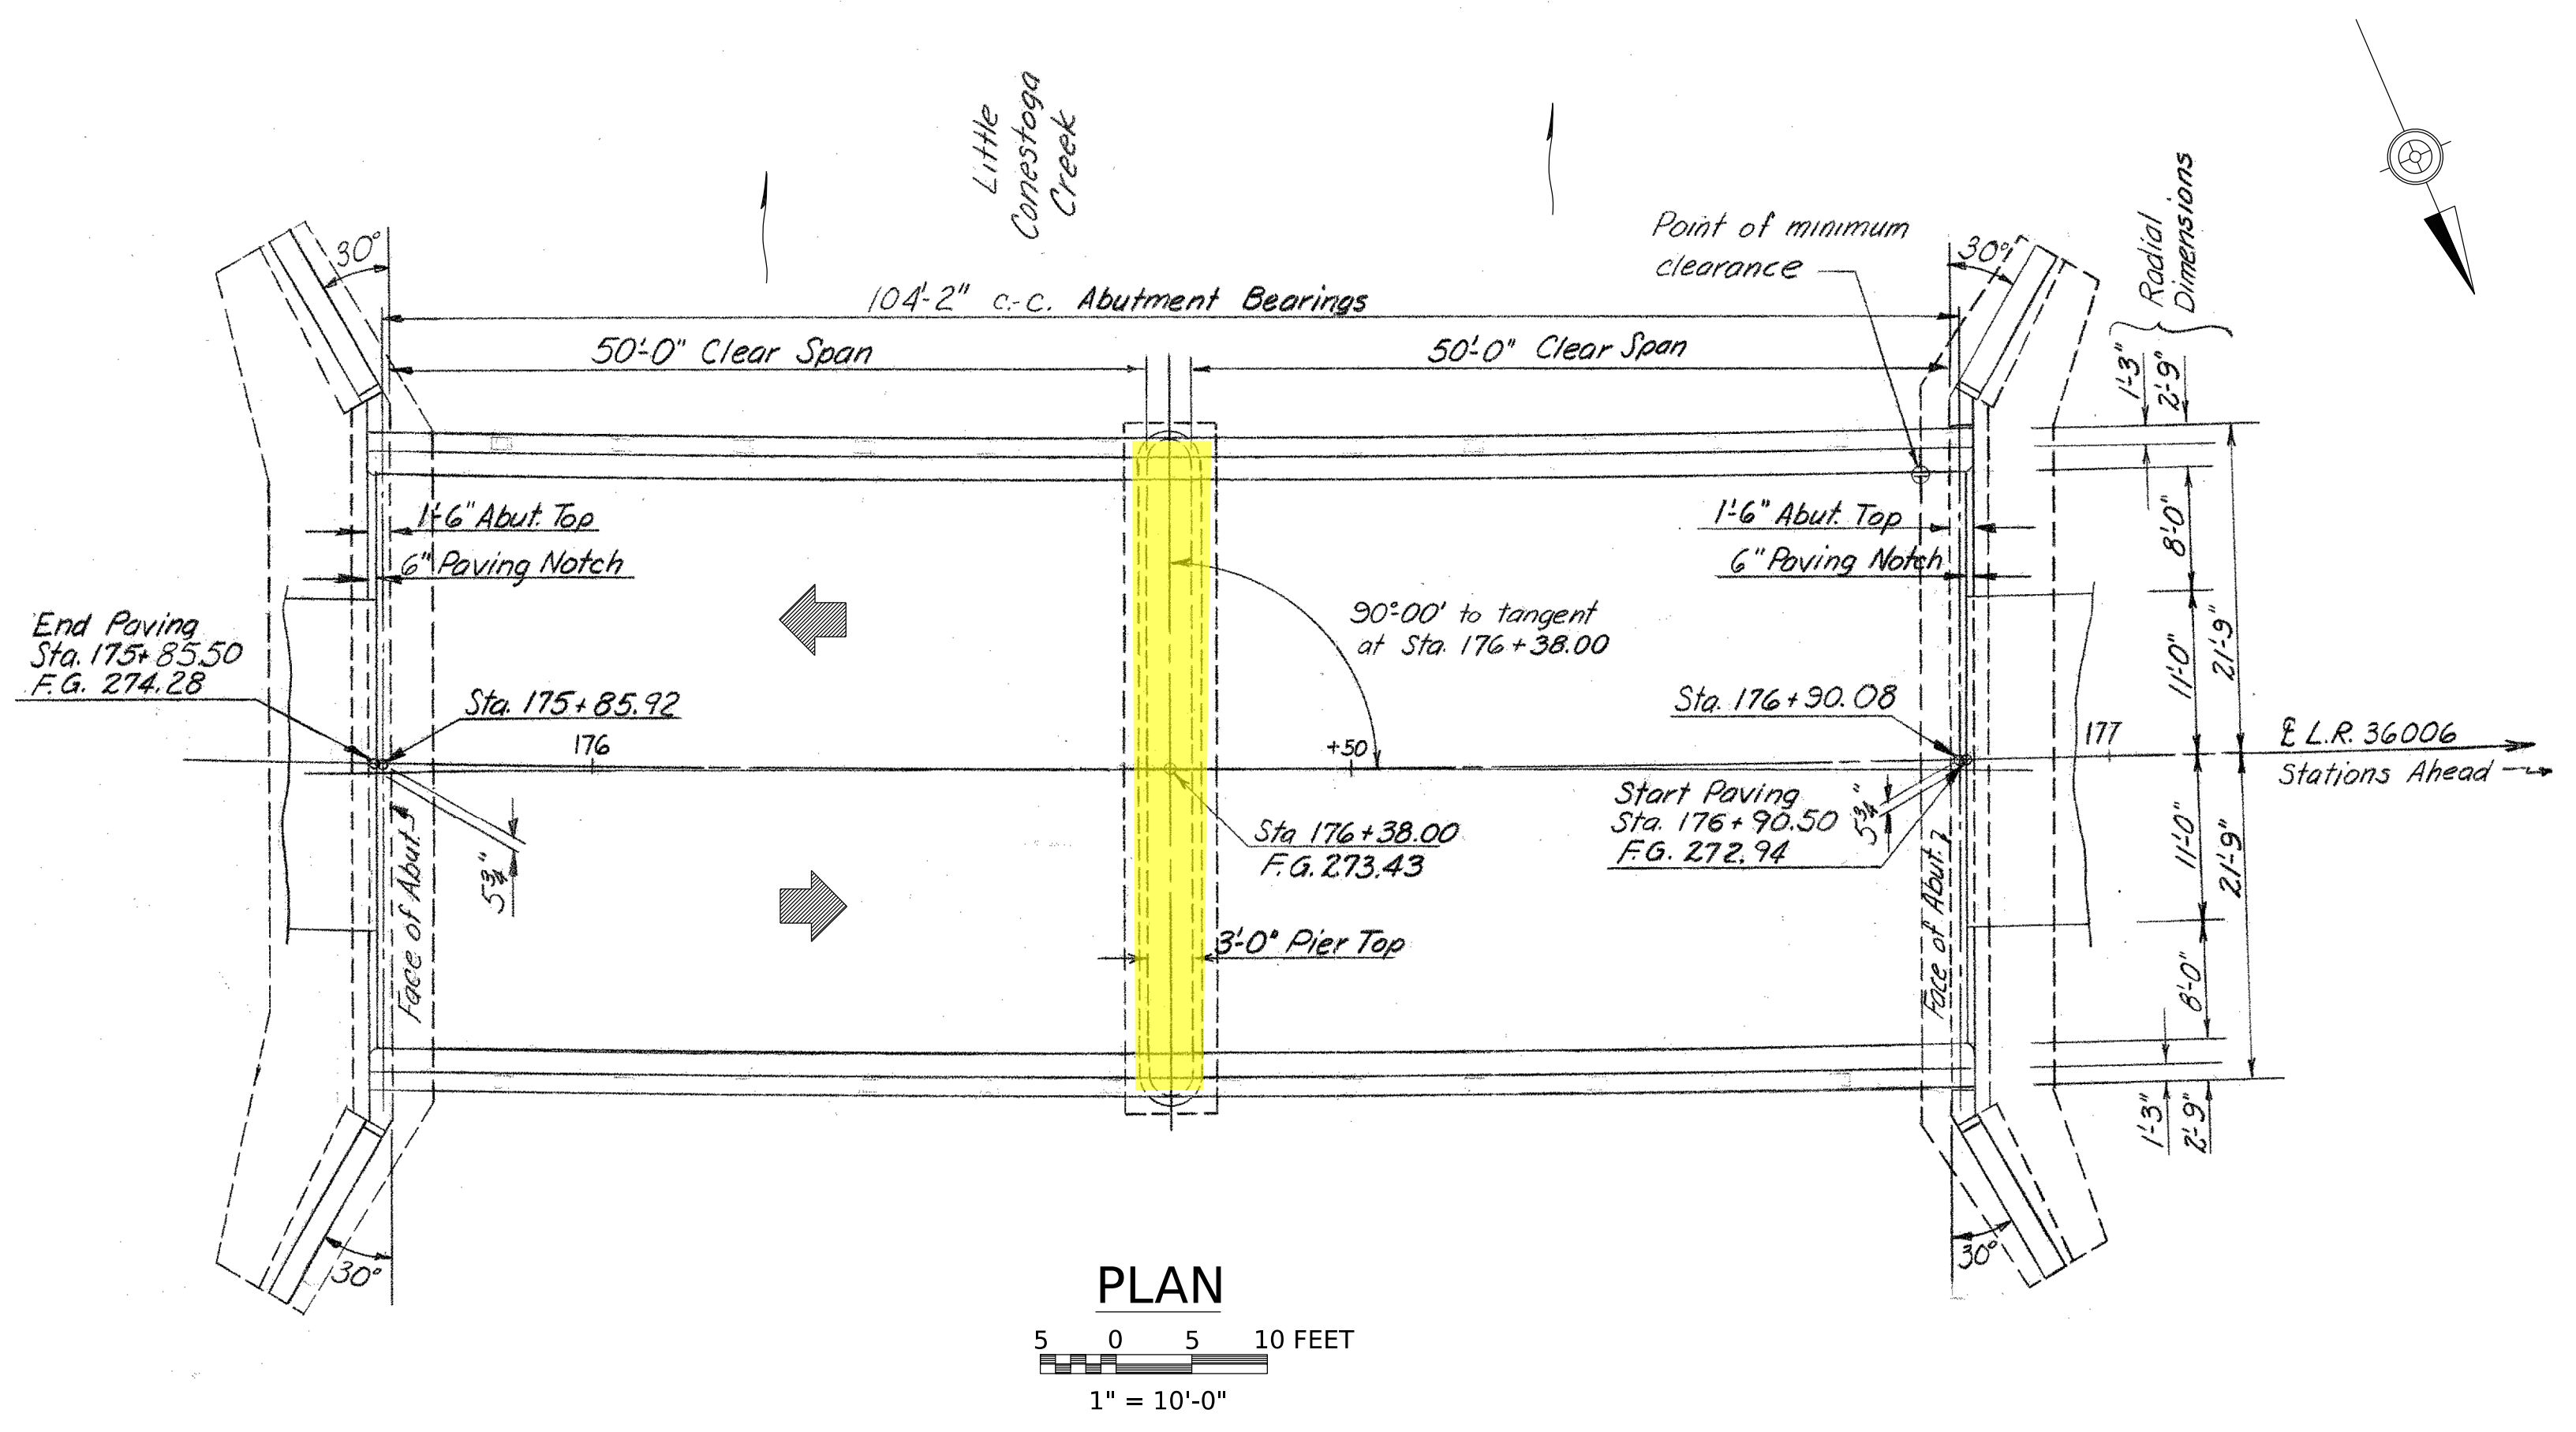 Little
Conestoga
Creek
Radial
Dimensions
Point of minimum
clearance
30°
30°
104'-2" c.-c. Abutment Bearings
50'-0" Clear Span
50'-0" Clear Span
1'-3"
2'-9"
1'-6" Abut. Top
6" Paving Notch
1'-6" Abut. Top
6" Paving Notch
8'-0"
End Paving
Sta. 175+85.50
F.G. 274.28
90°-00' to tangent
at Sta. 176+38.00
11'-0"
21'-9"
Sta. 175+85.92
Sta. 176+90.08
176
+50
177
℄ L.R. 36006
Stations Ahead
Face of Abut.
5¾"
Sta 176+38.00
F.G. 273.43
Start Paving
Sta. 176+90.50
F.G. 272.94
5¾"
Face of Abut.
11'-0"
21'-9"
3'-0" Pier Top
8'-0"
1'-3"
2'-9"
30°
30°
PLAN
5 0 5 10 FEET
1" = 10'-0"